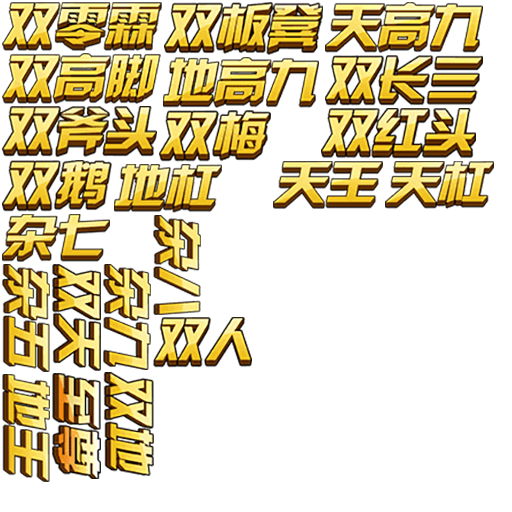 双零霖 双板凳 天高九
双高脚 地高九 双长三
双斧头 双梅 双红头
双鹅 地杠 天王 天杠
杂七 杂八
杂五 双天 杂九 双人
地王 至尊 双地